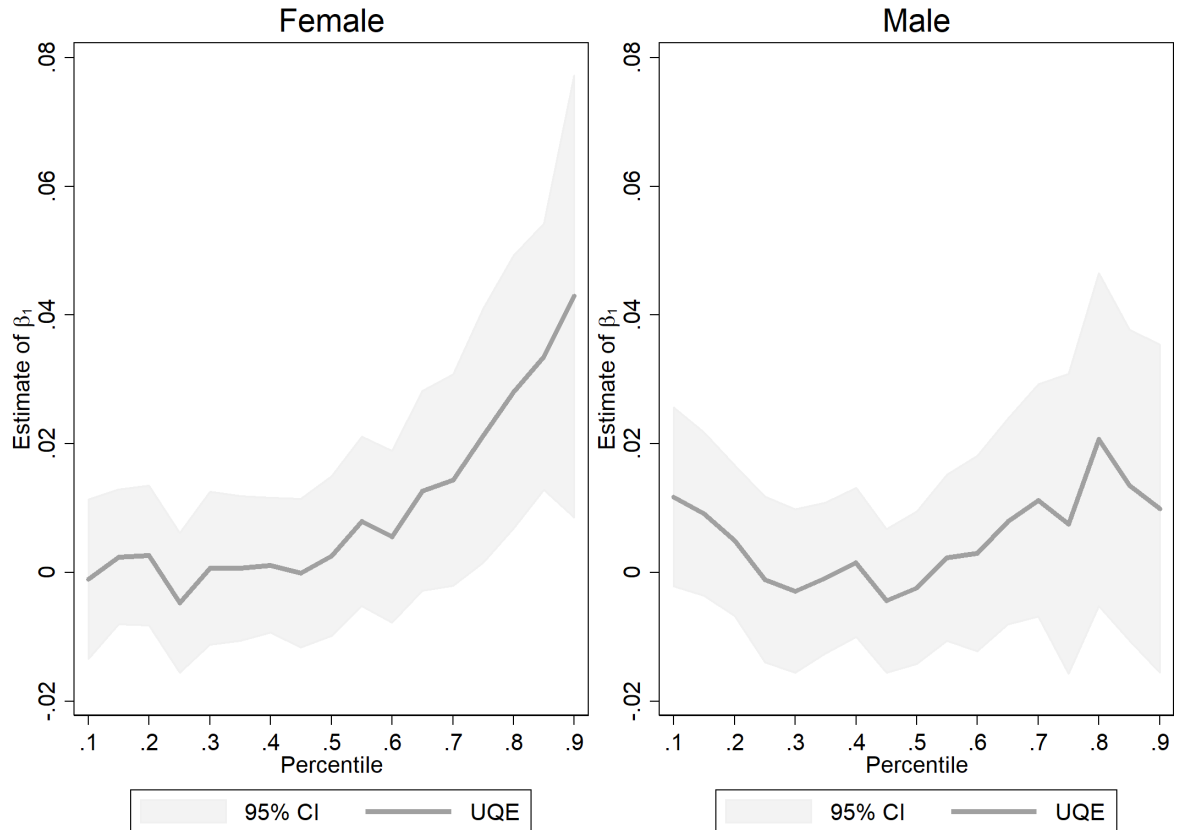 Female
.08
.06
.04
.02
0
-.02
Estimate of β₁
.1 .2 .3 .4 .5 .6 .7 .8 .9
Percentile
95% CI UQE
Male
.08
.06
.04
.02
0
-.02
Estimate of β₁
.1 .2 .3 .4 .5 .6 .7 .8 .9
Percentile
95% CI UQE